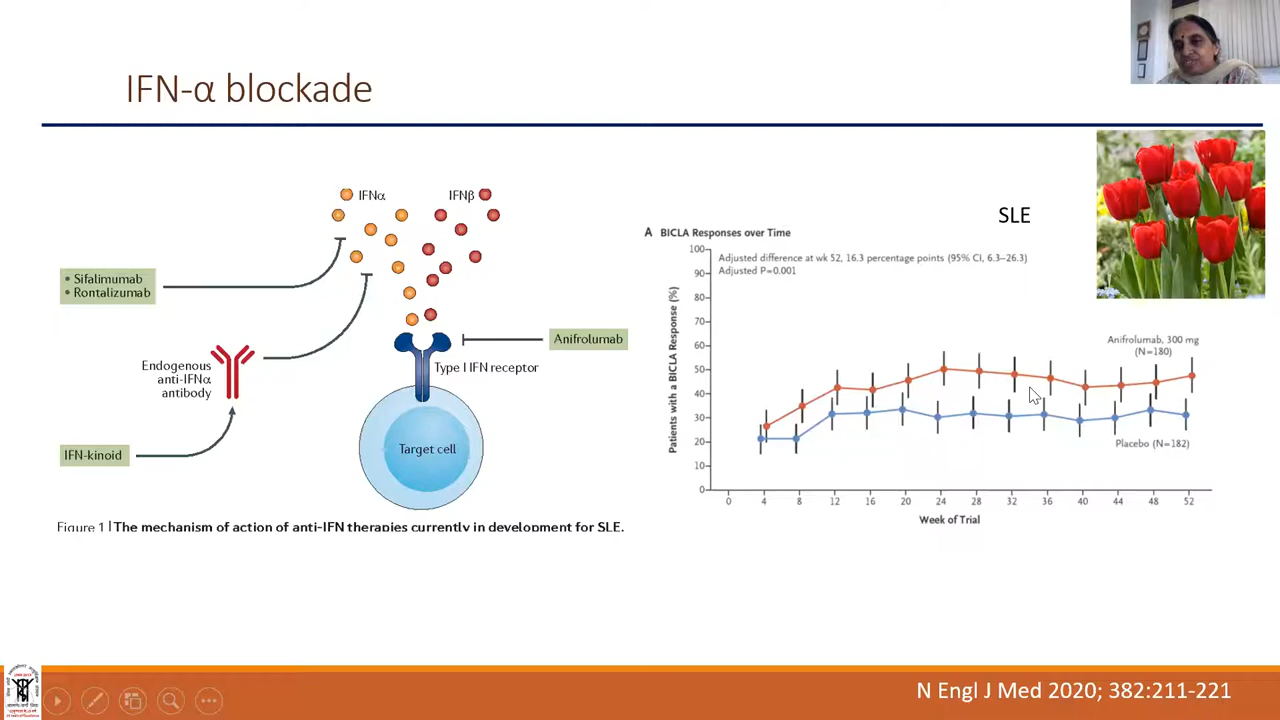 IFN-α blockade
IFNα
IFNβ
• Sifalimumab
• Rontalizumab
Endogenous
anti-IFNα
antibody
IFN-kinoid
Anifrolumab
Type I IFN receptor
Target cell
Figure 1 | The mechanism of action of anti-IFN therapies currently in development for SLE.
SLE
A BICLA Responses over Time
Adjusted difference at wk 52, 16.3 percentage points (95% CI, 6.3–26.3)
Adjusted P=0.001
Patients with a BICLA Response (%)
100
90
80
70
60
50
40
30
20
10
0
Anifrolumab, 300 mg
(N=180)
Placebo (N=182)
0 4 8 12 16 20 24 28 32 36 40 44 48 52
Week of Trial
N Engl J Med 2020; 382:211-221